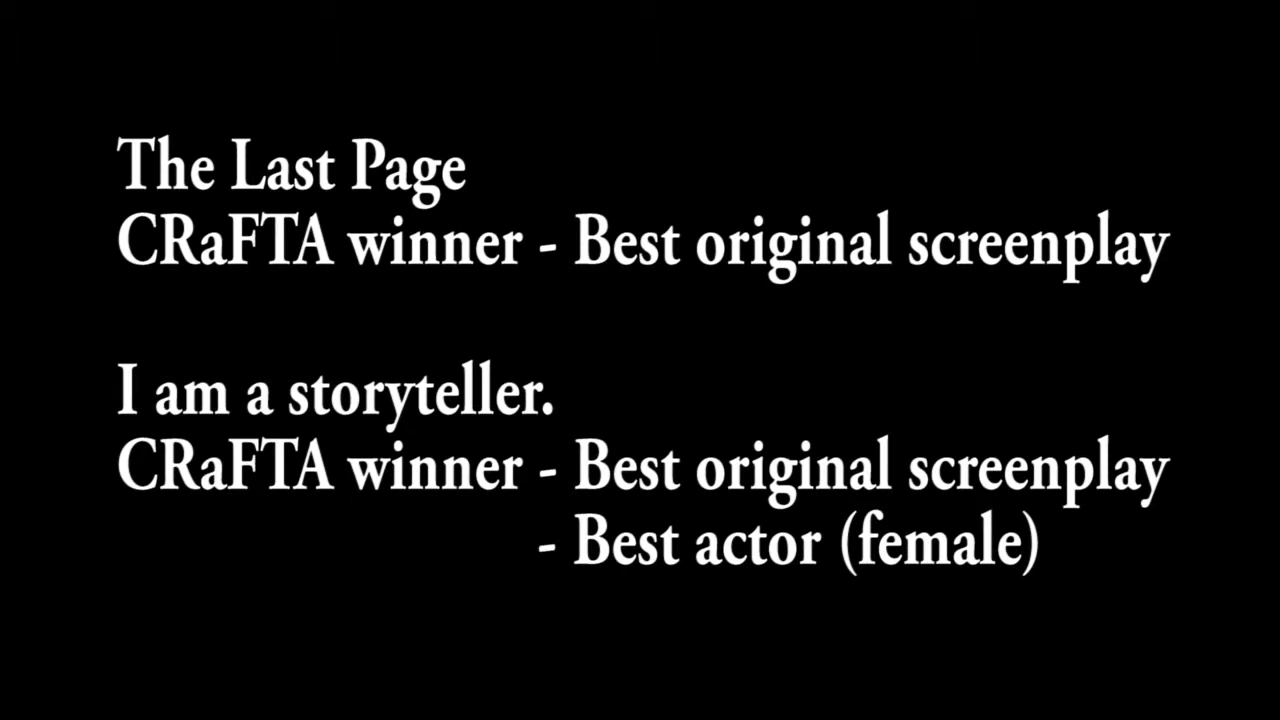 The Last Page
CRaFTA winner - Best original screenplay
I am a storyteller.
CRaFTA winner - Best original screenplay
- Best actor (female)